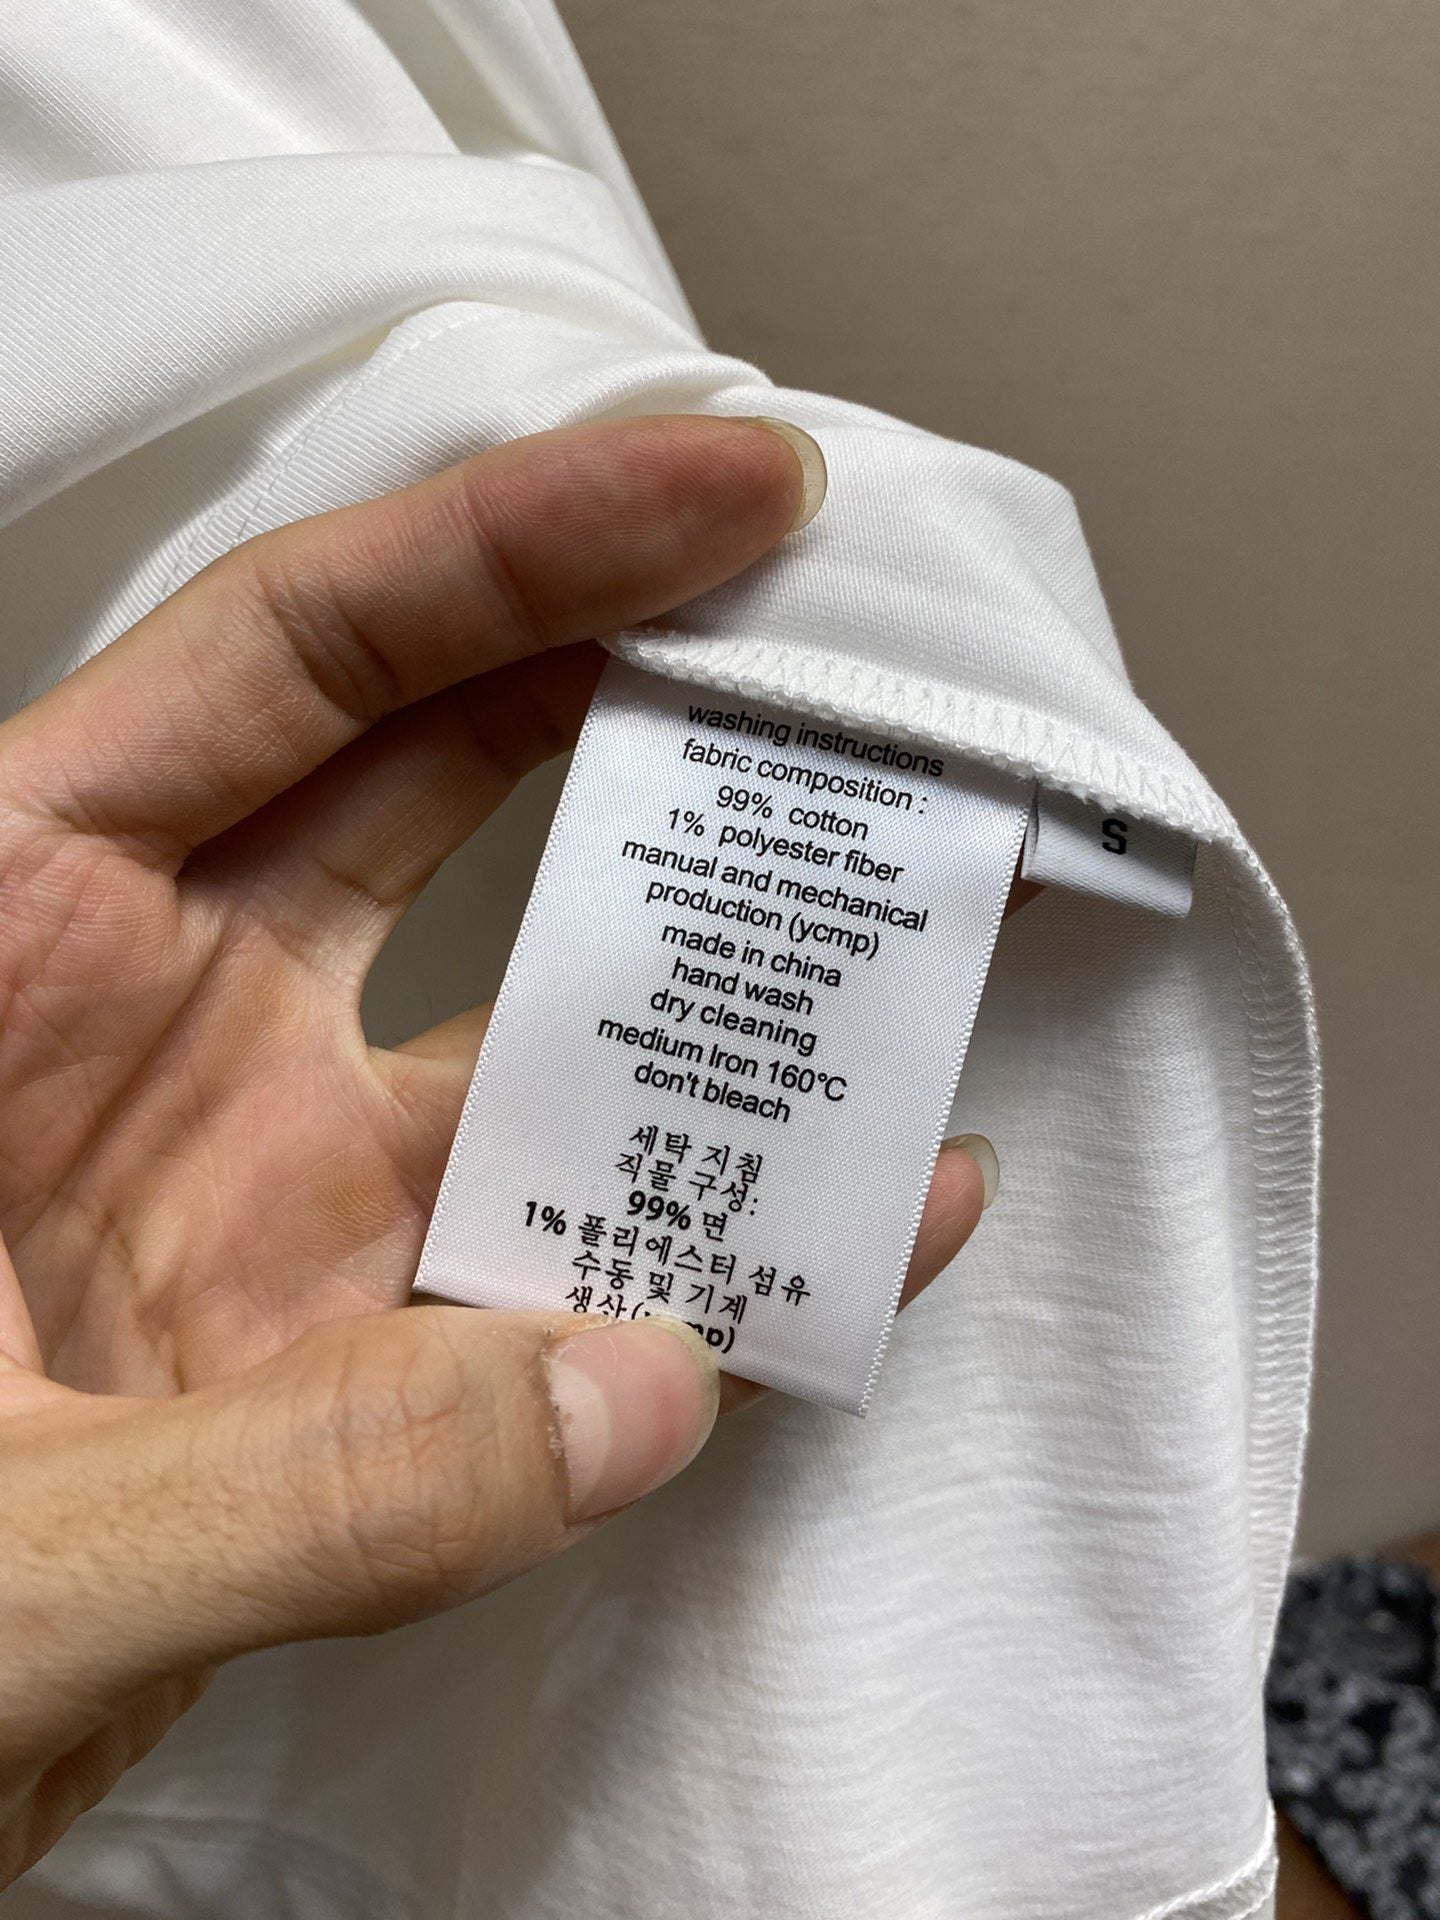 washing instructions
fabric composition :
99% cotton
1% polyester fiber
manual and mechanical
production (ycmp)
made in china
hand wash
dry cleaning
medium Iron 160°C
don't bleach
세탁 지침
직물 구성:
99% 면
1% 폴리에스터 섬유
수동 및 기계
생산
S